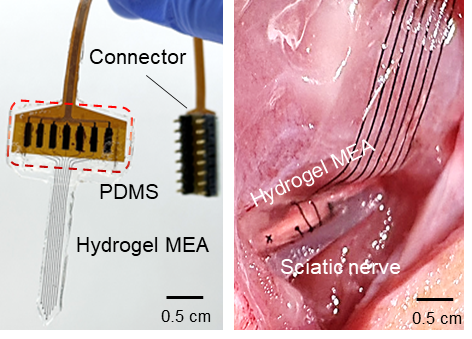 Connector
PDMS
Hydrogel MEA
0.5 cm
Hydrogel MEA
Sciatic nerve
0.5 cm